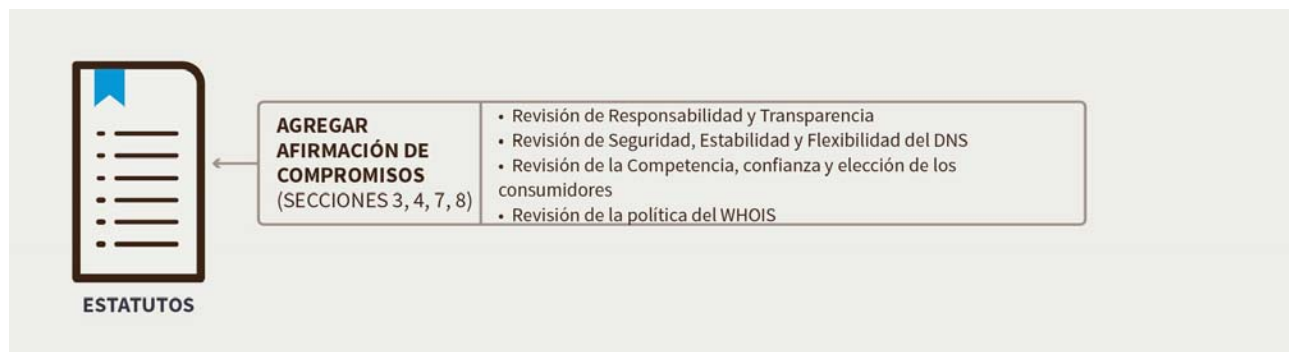 AGREGAR
AFIRMACIÓN DE
COMPROMISOS
(SECCIONES 3, 4, 7, 8)
• Revisión de Responsabilidad y Transparencia
• Revisión de Seguridad, Estabilidad y Flexibilidad del DNS
• Revisión de la Competencia, confianza y elección de los
consumidores
• Revisión de la política del WHOIS
ESTATUTOS